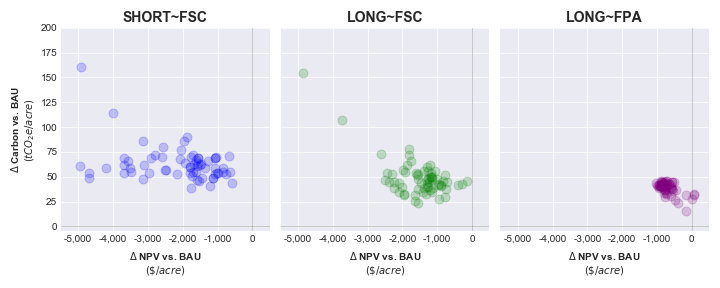 SHORT~FSC
LONG~FSC
LONG~FPA
200
175
150
125
100
75
50
25
0
Δ Carbon vs. BAU
(tCO₂e/acre)
-5,000 -4,000 -3,000 -2,000 -1,000 0
-5,000 -4,000 -3,000 -2,000 -1,000 0
-5,000 -4,000 -3,000 -2,000 -1,000 0
Δ NPV vs. BAU
($/acre)
Δ NPV vs. BAU
($/acre)
Δ NPV vs. BAU
($/acre)